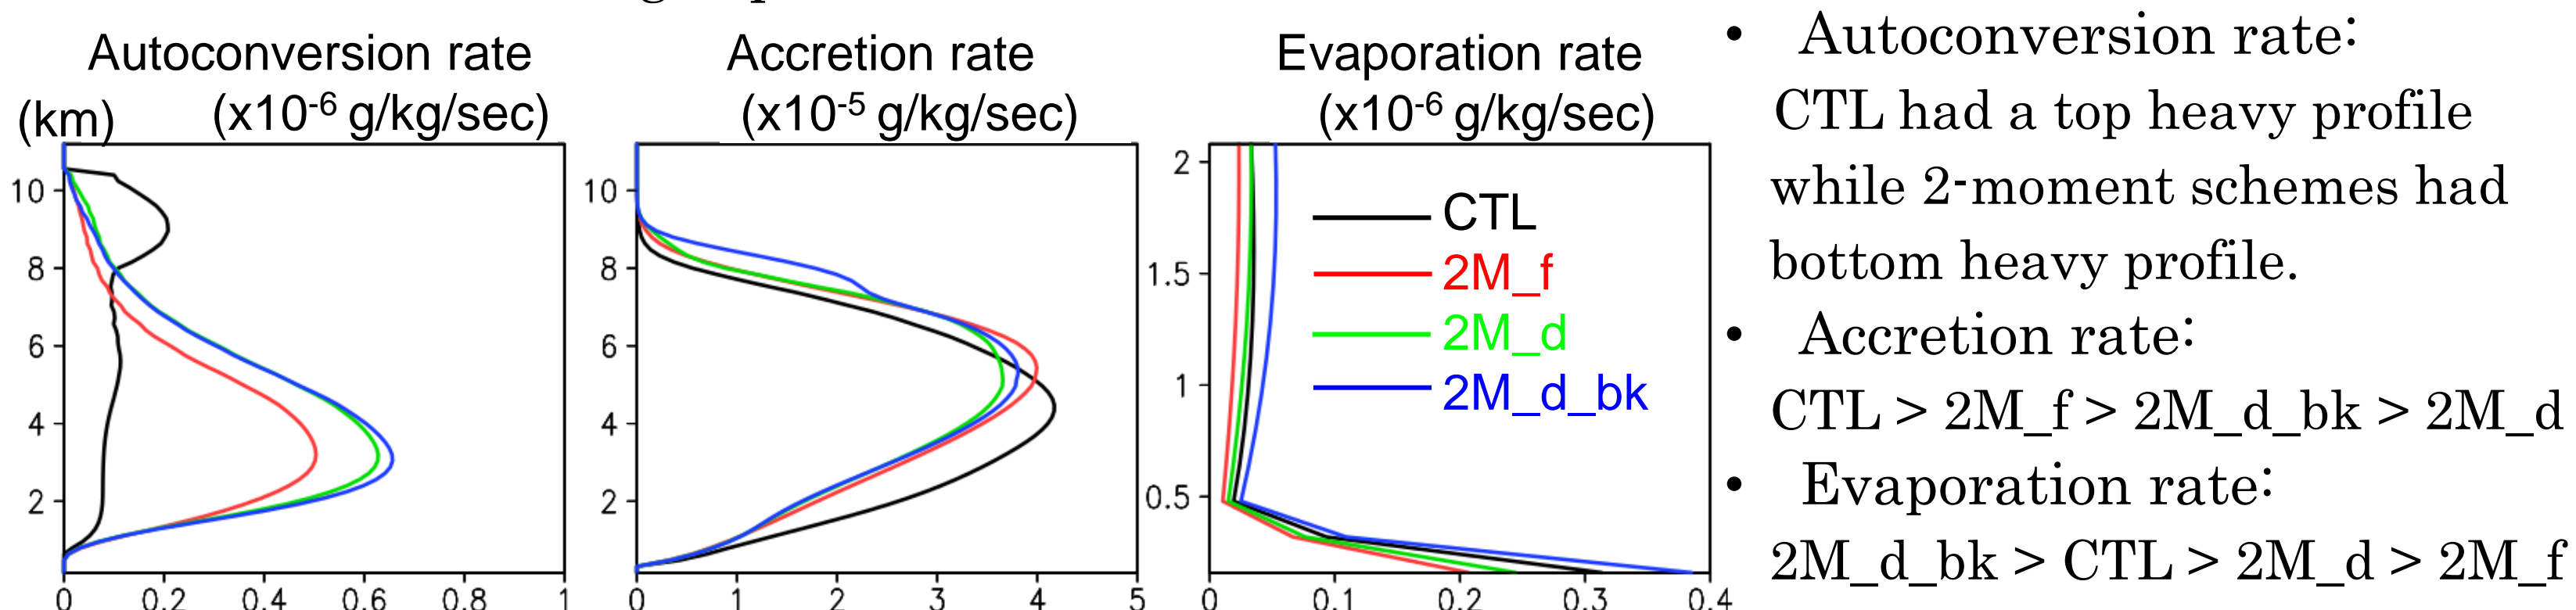 Autoconversion rate
(km) (x10-6 g/kg/sec)
10
8
6
4
2
0 0.2 0.4 0.6 0.8 1
Accretion rate
(x10-5 g/kg/sec)
10
8
6
4
2
0 1 2 3 4 5
Evaporation rate
(x10-6 g/kg/sec)
2
1.5
1
0.5
0 0.1 0.2 0.3 0.4
CTL
2M_f
2M_d
2M_d_bk
• Autoconversion rate:
CTL had a top heavy profile
while 2-moment schemes had
bottom heavy profile.
• Accretion rate:
CTL > 2M_f > 2M_d_bk > 2M_d
• Evaporation rate:
2M_d_bk > CTL > 2M_d > 2M_f